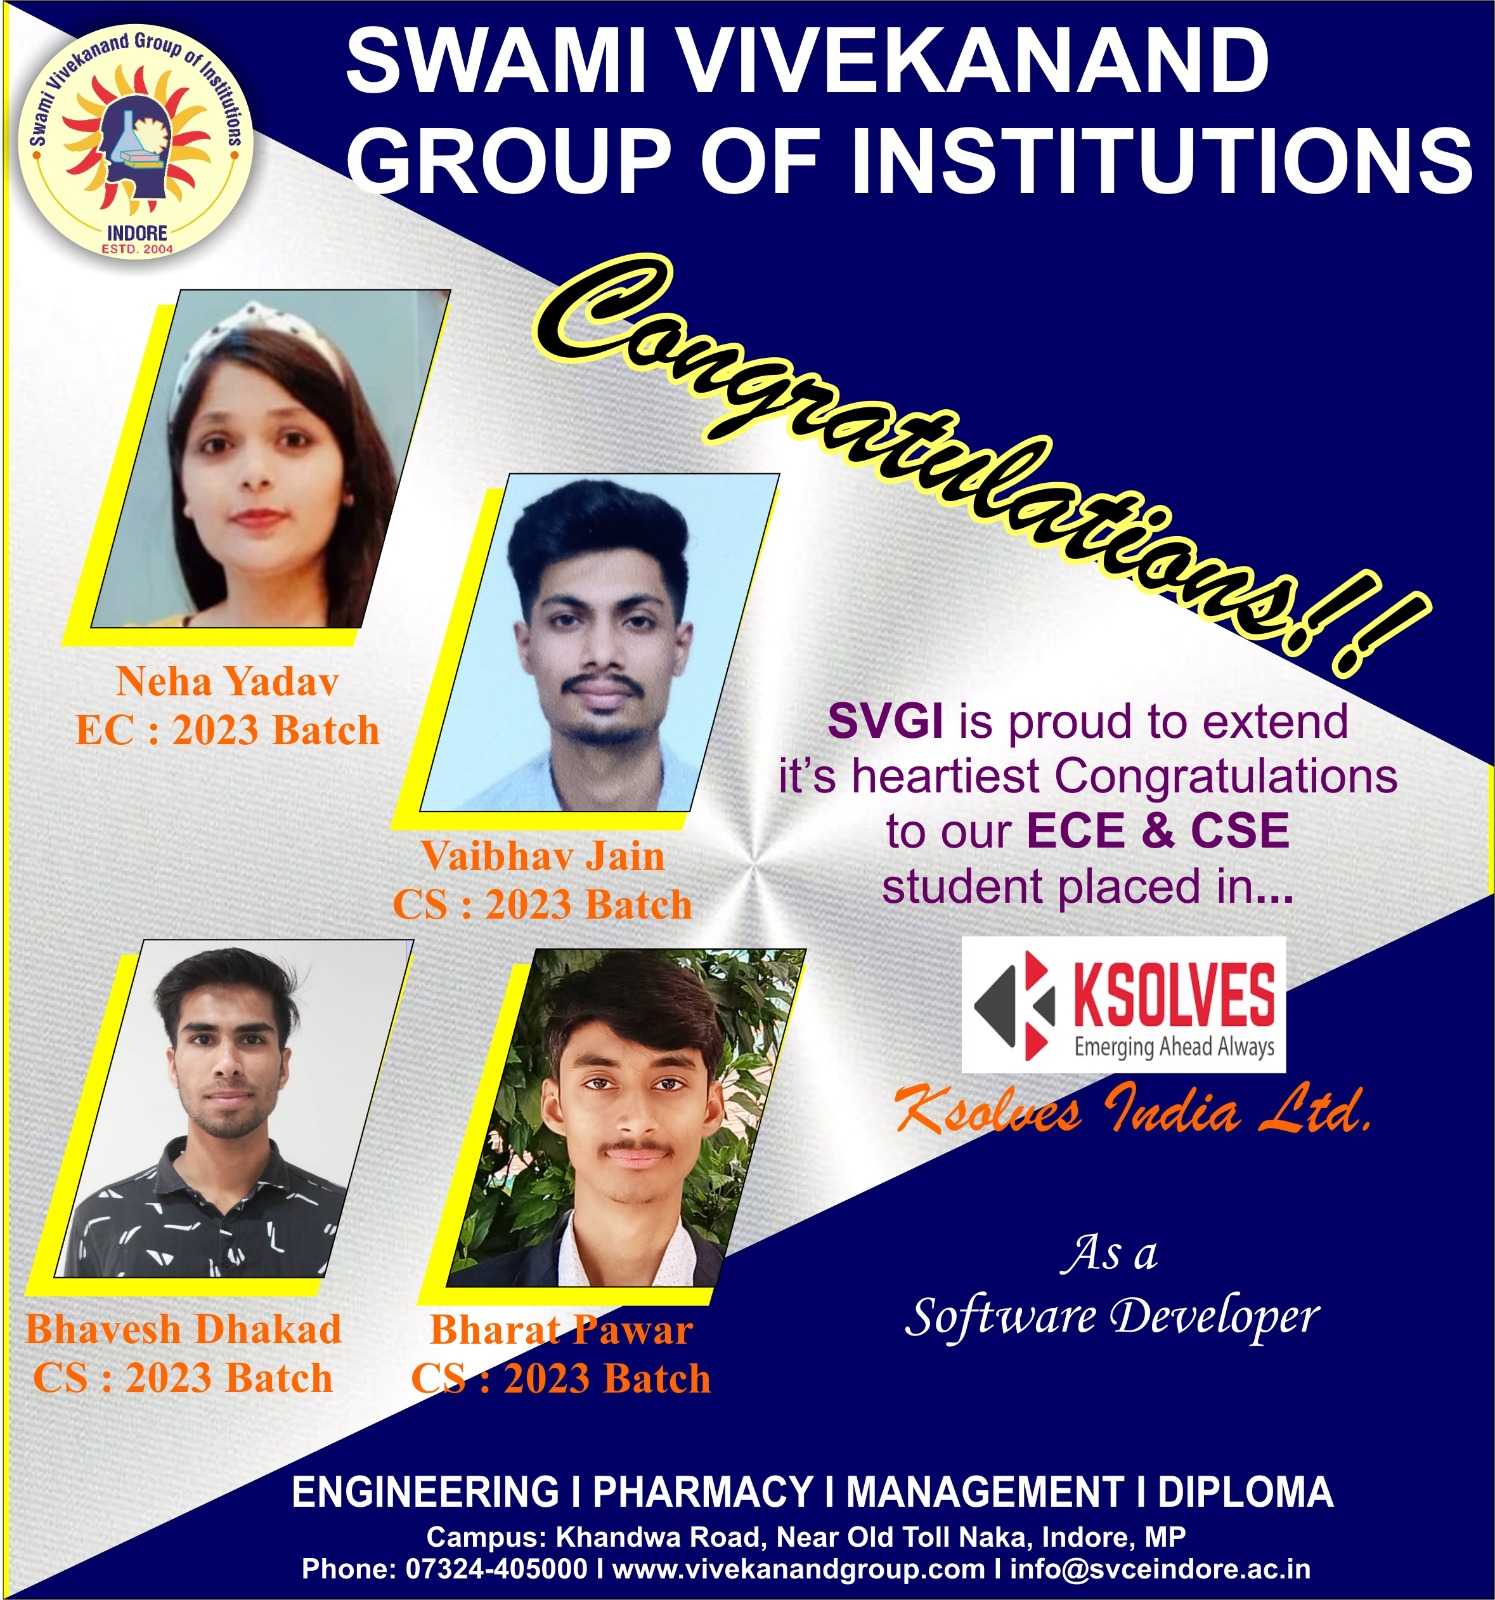 Swami Vivekanand Group of Institutions
INDORE
ESTD. 2004
SWAMI VIVEKANAND
GROUP OF INSTITUTIONS
Congratulations!!
Neha Yadav
EC : 2023 Batch
Vaibhav Jain
CS : 2023 Batch
SVGI is proud to extend
it’s heartiest Congratulations
to our ECE & CSE
student placed in...
KSOLVES
Emerging Ahead Always
Ksolves India Ltd.
As a
Software Developer
Bhavesh Dhakad
CS : 2023 Batch
Bharat Pawar
CS : 2023 Batch
ENGINEERING I PHARMACY I MANAGEMENT I DIPLOMA
Campus: Khandwa Road, Near Old Toll Naka, Indore, MP
Phone: 07324-405000 I www.vivekanandgroup.com I info@svceindore.ac.in